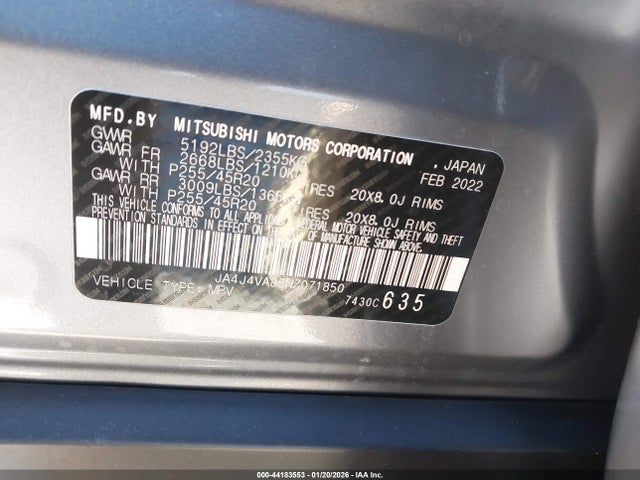 MFD.BY MITSUBISHI MOTORS CORPORATION , JAPAN
GVWR 5192LBS/2355KG FEB 2022
GAWR FR 2668LBS/1210KG
WITH P255/45R20 TIRES 20X8.0J RIMS
GAWR RR 3009LBS/1365KG
WITH P255/45R20 TIRES 20X8.0J RIMS
THIS VEHICLE CONFORMS TO ALL APPLICABLE FEDERAL MOTOR VEHICLE SAFETY AND THEFT
PREVENTION STANDARDS IN EFFECT ON THE DATE OF MANUFACTURE SHOWN ABOVE.
VEHICLE TYPE:MPV 7430C 635
000-44183553 — 01/20/2026 — IAA Inc.